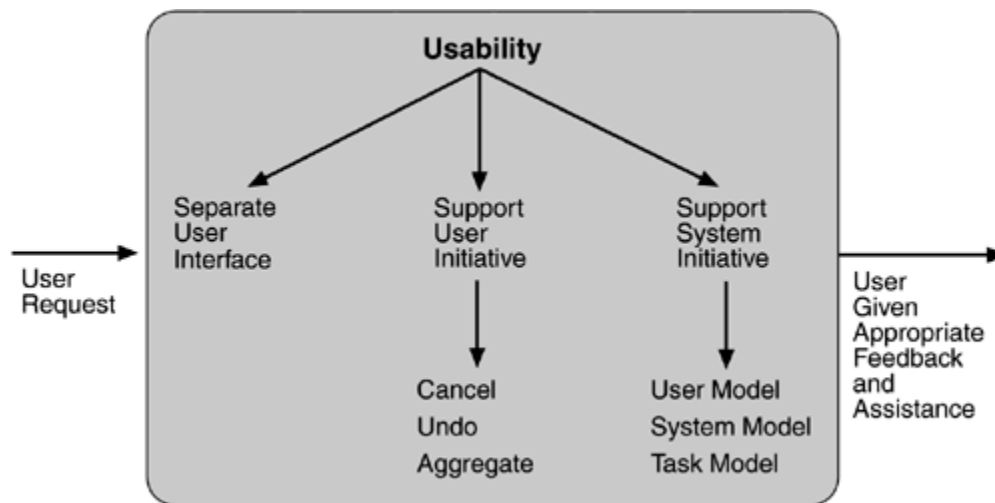 Usability
Separate
User
Interface
Support
User
Initiative
Support
System
Initiative
User
Request
User
Given
Appropriate
Feedback
and
Assistance
Cancel
Undo
Aggregate
User Model
System Model
Task Model